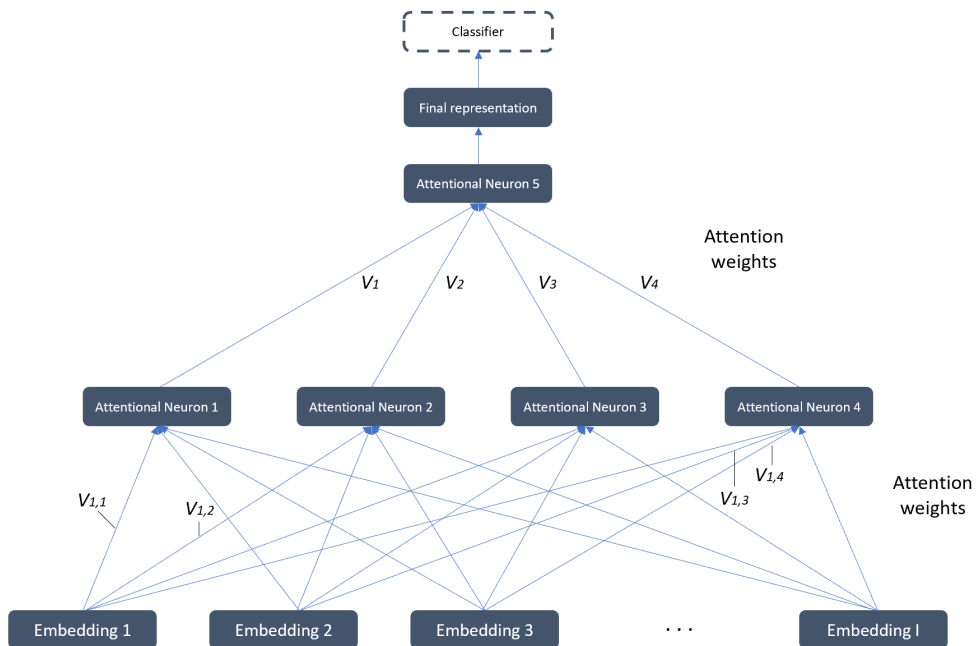 Classifier
Final representation
Attentional Neuron 5
Attention
weights
V1
V2
V3
V4
Attentional Neuron 1
Attentional Neuron 2
Attentional Neuron 3
Attentional Neuron 4
V1,1
V1,2
V1,3
V1,4
Attention
weights
Embedding 1
Embedding 2
Embedding 3
. . .
Embedding I